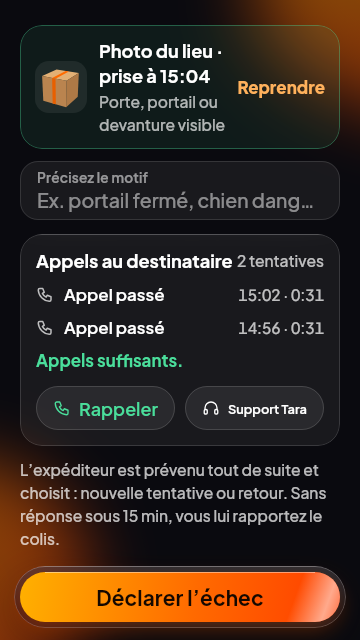 Photo du lieu ·
prise à 15:04
Porte, portail ou
devanture visible
Reprendre
Précisez le motif
Ex. portail fermé, chien dang…
Appels au destinataire 2 tentatives
Appel passé 15:02 · 0:31
Appel passé 14:56 · 0:31
Appels suffisants.
Rappeler
Support Tara
L’expéditeur est prévenu tout de suite et
choisit : nouvelle tentative ou retour. Sans
réponse sous 15 min, vous lui rapportez le
colis.
Déclarer l’échec